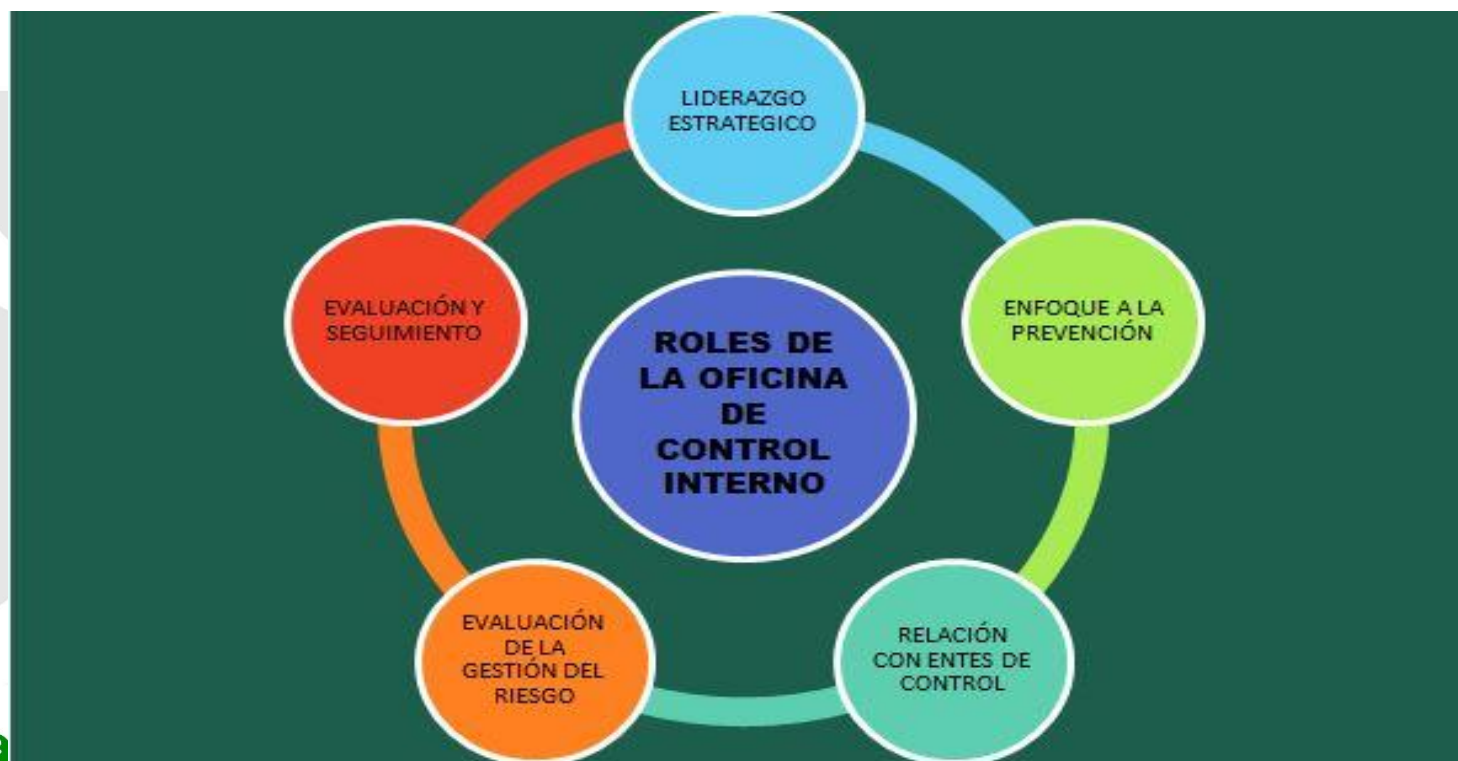 LIDERAZGO
ESTRATEGICO
ENFOQUE A LA
PREVENCIÓN
RELACIÓN
CON ENTES DE
CONTROL
EVALUACIÓN
DE LA
GESTIÓN DEL
RIESGO
EVALUACIÓN Y
SEGUIMIENTO
ROLES DE
LA OFICINA
DE
CONTROL
INTERNO